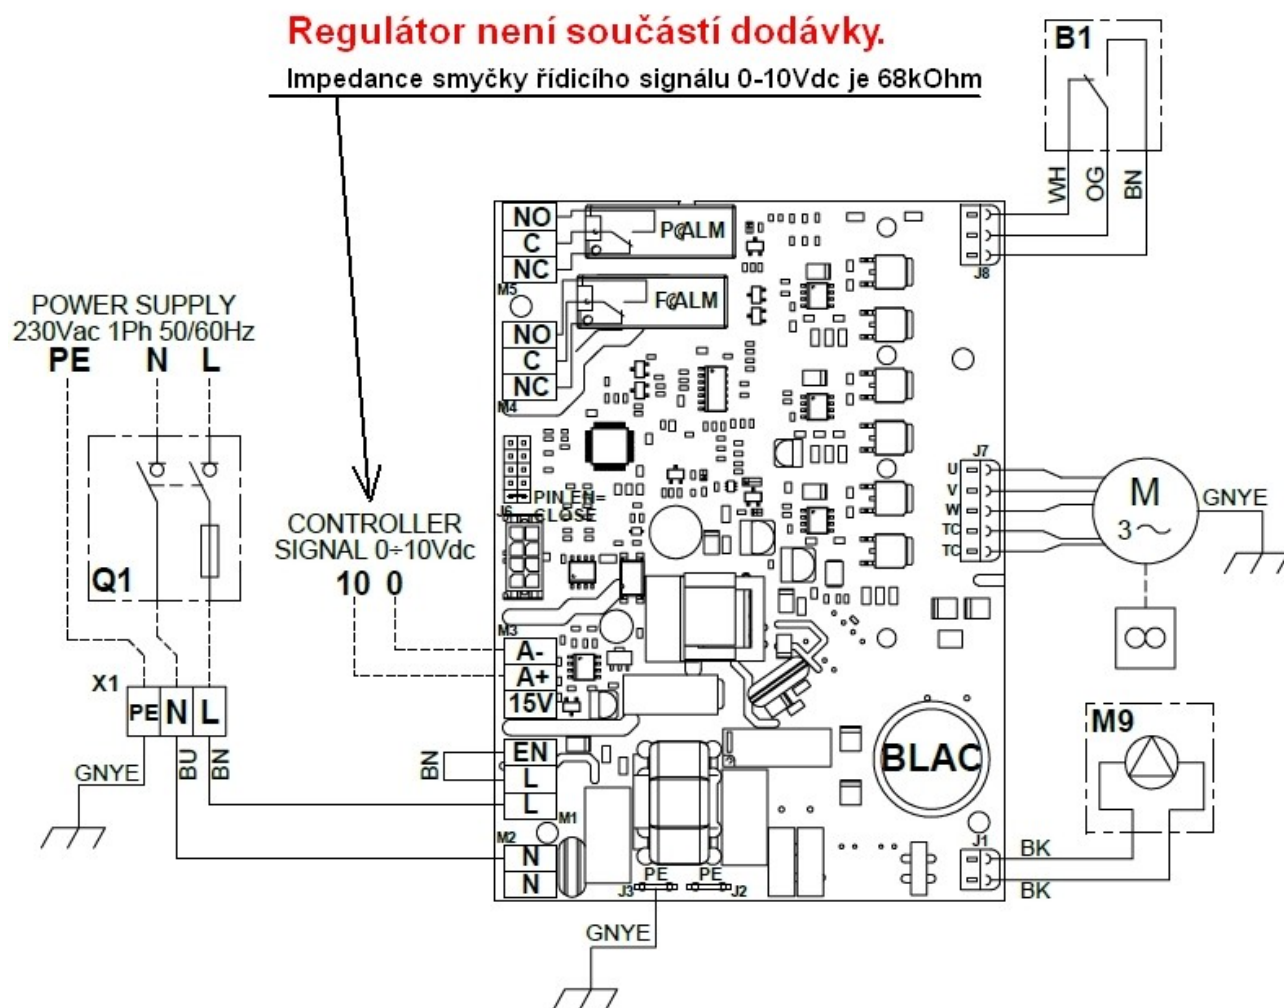 Regulátor není součástí dodávky.
Impedance smyčky řídicího signálu 0-10Vdc je 68kOhm
B1
WH
OG
BN
NO
C
NC
M5
P@ALM
J8
POWER SUPPLY
230Vac 1Ph 50/60Hz
PE N L
F@ALM
NO
C
NC
M4
Q1
CONTROLLER
SIGNAL 0÷10Vdc
10 0
PIN EN=
CLOSE
J6
J7
U
V
W
TC
TC
M
3~
GNYE
M3
A-
A+
15V
X1
PE N L
GNYE
BU
BN
BN
EN
L
L
M1
M2
N
N
BLAC
M9
J1
BK
BK
PE PE
J3 J2
GNYE